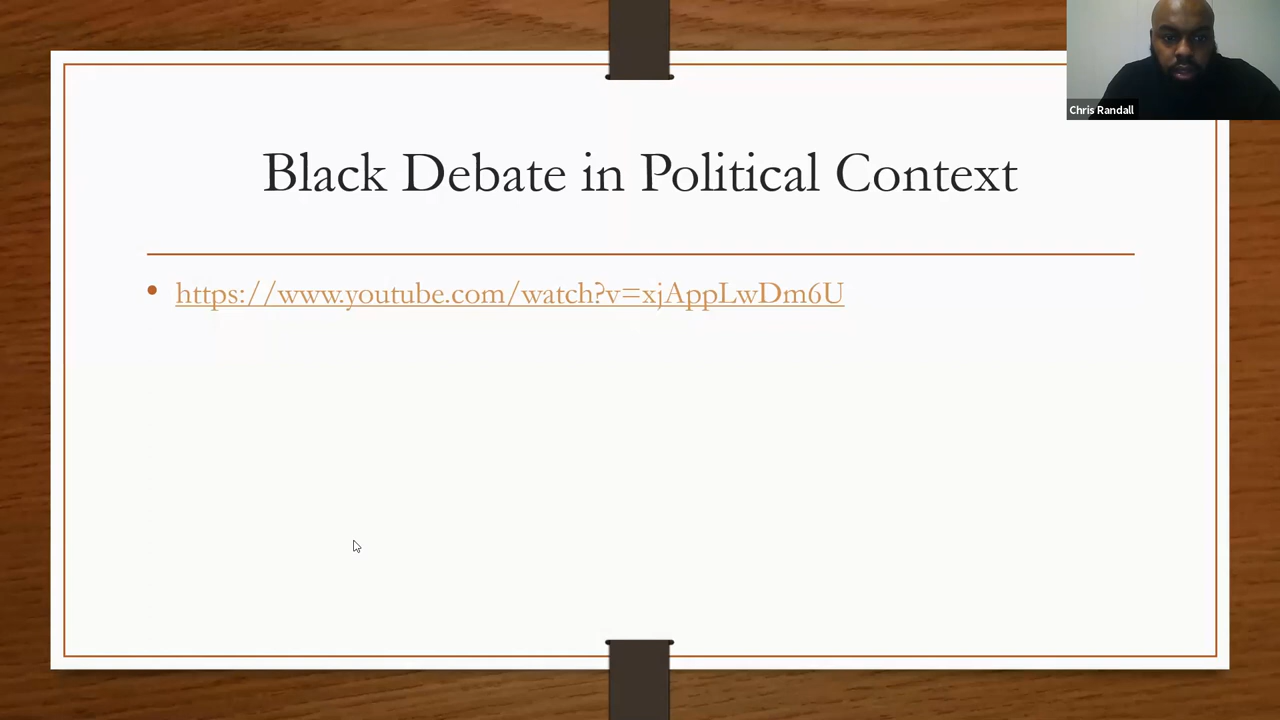 Chris Randall
Black Debate in Political Context
• https://www.youtube.com/watch?v=xjAppLwDm6U